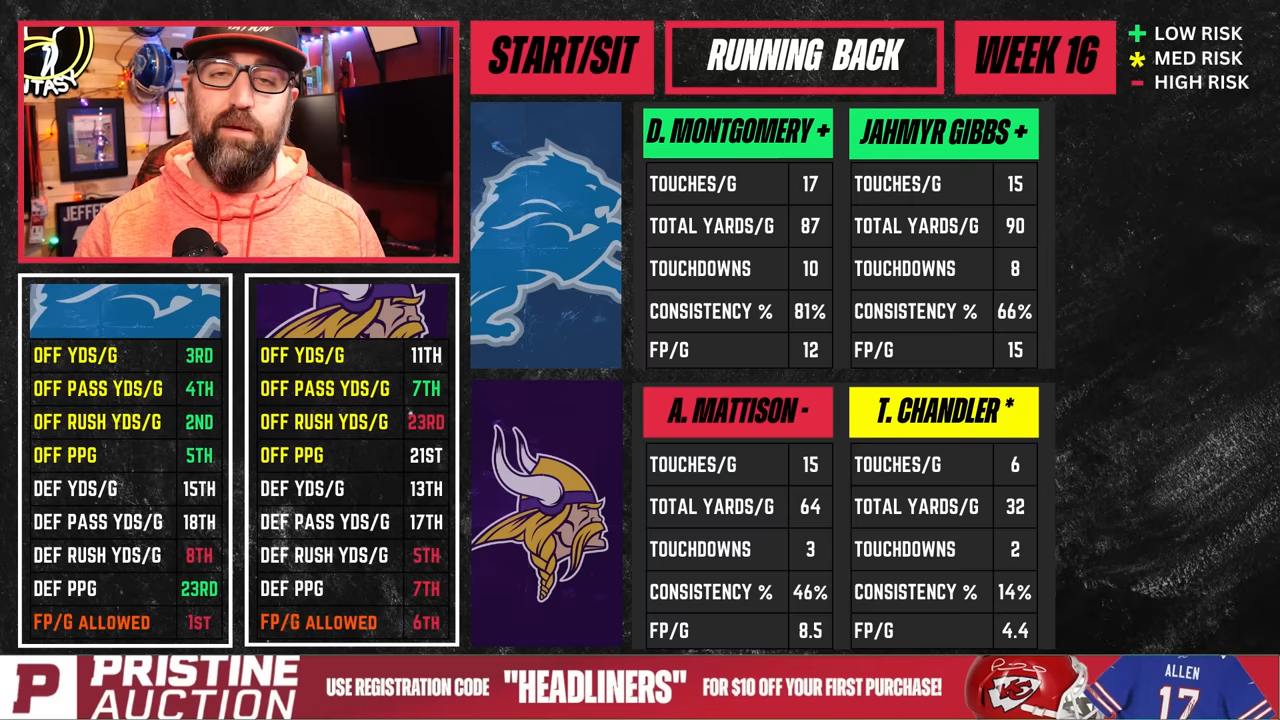 START/SIT
RUNNING BACK
WEEK 16
+ LOW RISK
* MED RISK
- HIGH RISK
D. MONTGOMERY +
TOUCHES/G 17
TOTAL YARDS/G 87
TOUCHDOWNS 10
CONSISTENCY % 81%
FP/G 12
JAHMYR GIBBS +
TOUCHES/G 15
TOTAL YARDS/G 90
TOUCHDOWNS 8
CONSISTENCY % 66%
FP/G 15
OFF YDS/G 3RD
OFF PASS YDS/G 4TH
OFF RUSH YDS/G 2ND
OFF PPG 5TH
DEF YDS/G 15TH
DEF PASS YDS/G 18TH
DEF RUSH YDS/G 8TH
DEF PPG 23RD
FP/G ALLOWED 1ST
OFF YDS/G 11TH
OFF PASS YDS/G 7TH
OFF RUSH YDS/G 23RD
OFF PPG 21ST
DEF YDS/G 13TH
DEF PASS YDS/G 17TH
DEF RUSH YDS/G 5TH
DEF PPG 7TH
FP/G ALLOWED 6TH
A. MATTISON -
TOUCHES/G 15
TOTAL YARDS/G 64
TOUCHDOWNS 3
CONSISTENCY % 46%
FP/G 8.5
T. CHANDLER *
TOUCHES/G 6
TOTAL YARDS/G 32
TOUCHDOWNS 2
CONSISTENCY % 14%
FP/G 4.4
JEFFE
P PRISTINE
AUCTION
USE REGISTRATION CODE "HEADLINERS" FOR $10 OFF YOUR FIRST PURCHASE!
ALLEN
17